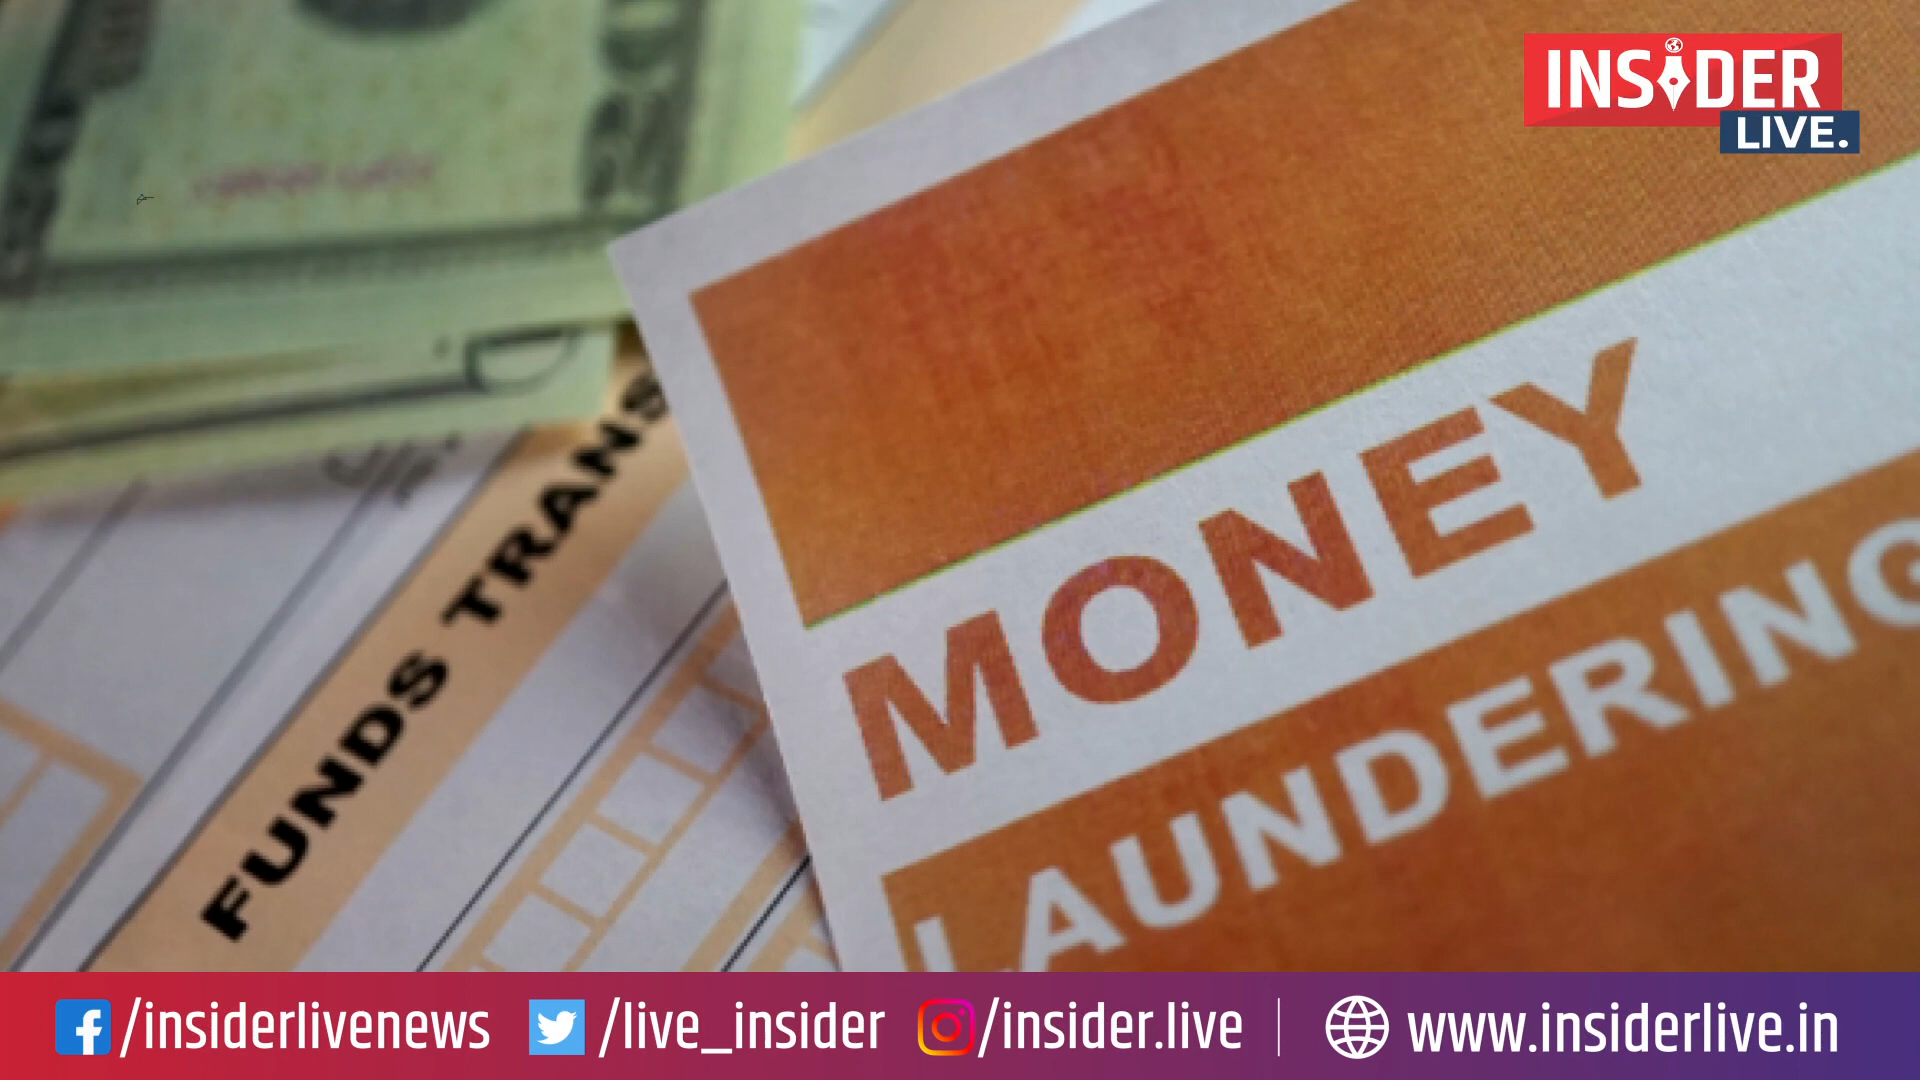 INSIDER
LIVE.
FUNDS TRANS
MONEY
LAUNDERING
/insiderlivenews
/live_insider
/insider.live
www.insiderlive.in